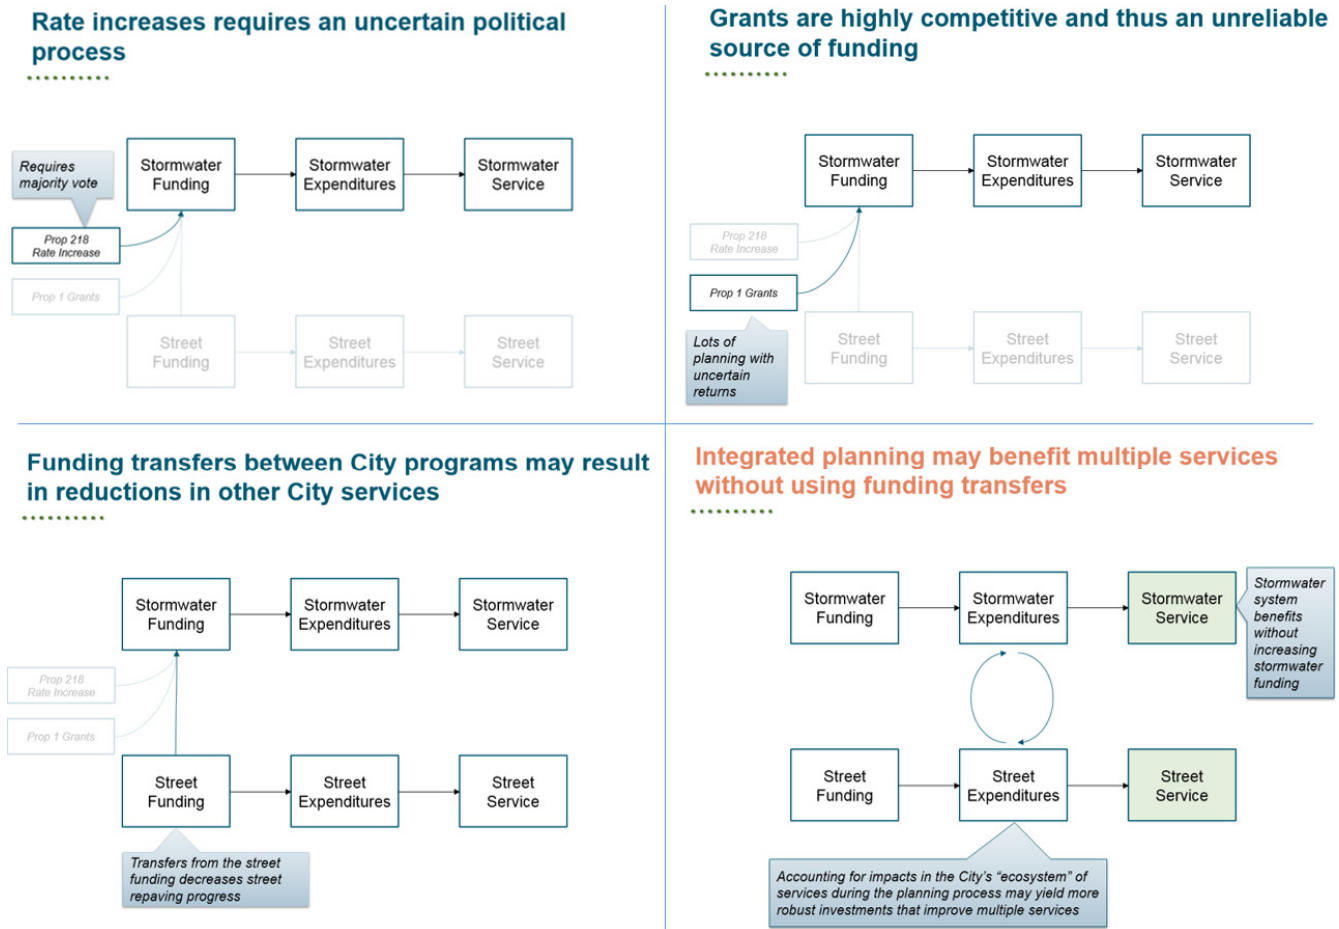 Rate increases requires an uncertain political
process
Requires
majority vote
Stormwater
Funding
Stormwater
Expenditures
Stormwater
Service
Prop 218
Rate Increase
Prop 1 Grants
Street
Funding
Street
Expenditures
Street
Service
Grants are highly competitive and thus an unreliable
source of funding
Stormwater
Funding
Stormwater
Expenditures
Stormwater
Service
Prop 218
Rate Increase
Prop 1 Grants
Lots of
planning with
uncertain
returns
Street
Funding
Street
Expenditures
Street
Service
Funding transfers between City programs may result
in reductions in other City services
Stormwater
Funding
Stormwater
Expenditures
Stormwater
Service
Prop 218
Rate Increase
Prop 1 Grants
Street
Funding
Street
Expenditures
Street
Service
Transfers from the street
funding decreases street
repaving progress
Integrated planning may benefit multiple services
without using funding transfers
Stormwater
Funding
Stormwater
Expenditures
Stormwater
Service
Stormwater
system
benefits
without
increasing
stormwater
funding
Street
Funding
Street
Expenditures
Street
Service
Accounting for impacts in the City's "ecosystem" of
services during the planning process may yield more
robust investments that improve multiple services